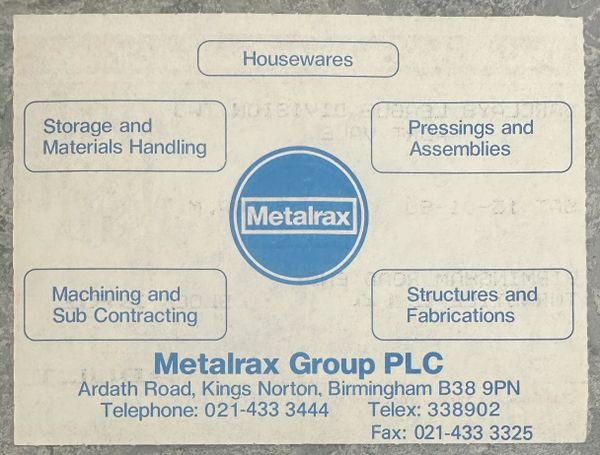 Housewares
Storage and
Materials Handling
Pressings and
Assemblies
Metalrax
Machining and
Sub Contracting
Structures and
Fabrications
Metalrax Group PLC
Ardath Road, Kings Norton, Birmingham B38 9PN
Telephone: 021-433 3444 Telex: 338902
Fax: 021-433 3325